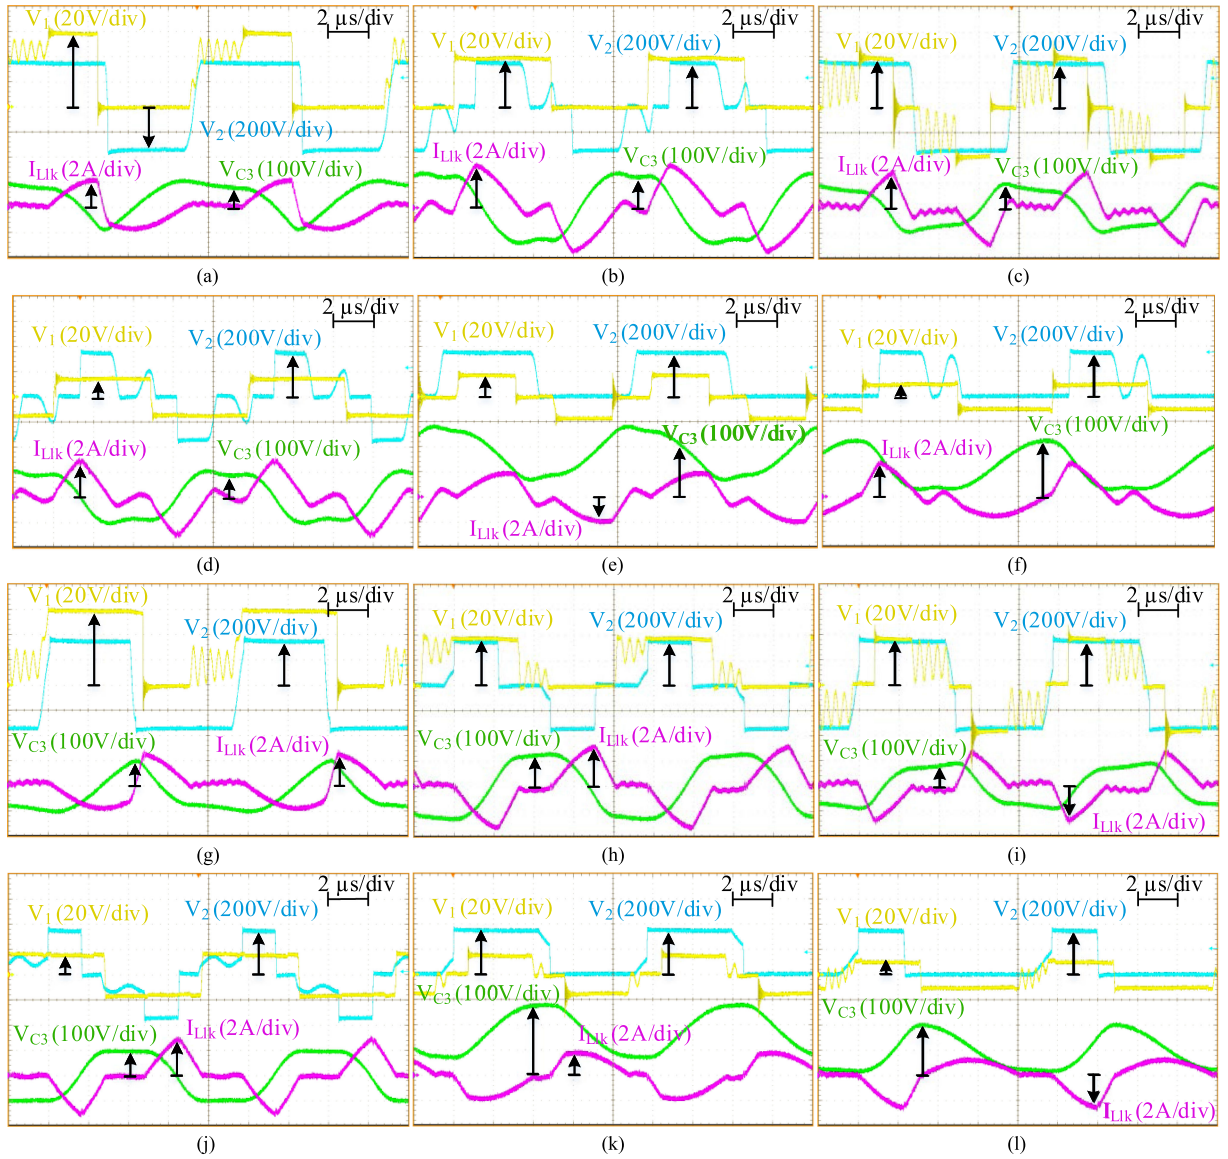 V1 (20V/div) 2 μs/div
V2 (200V/div)
ILlk (2A/div) VC3 (100V/div)
(a)
2 μs/div
V1 (20V/div) V2 (200V/div)
ILlk (2A/div) VC3 (100V/div)
(b)
2 μs/div
V1 (20V/div) V2 (200V/div)
ILlk (2A/div) VC3 (100V/div)
(c)
2 μs/div
V1 (20V/div) V2 (200V/div)
ILlk (2A/div) VC3 (100V/div)
(d)
2 μs/div
V1 (20V/div) V2 (200V/div)
VC3 (100V/div)
ILlk (2A/div)
(e)
2 μs/div
V1 (20V/div) V2 (200V/div)
VC3 (100V/div)
ILlk (2A/div)
(f)
V1 (20V/div) 2 μs/div
V2 (200V/div)
VC3 (100V/div) ILlk (2A/div)
(g)
2 μs/div
V1 (20V/div) V2 (200V/div)
VC3 (100V/div) ILlk (2A/div)
(h)
2 μs/div
V1 (20V/div) V2 (200V/div)
VC3 (100V/div)
ILlk (2A/div)
(i)
2 μs/div
V1 (20V/div) V2 (200V/div)
VC3 (100V/div) ILlk (2A/div)
(j)
2 μs/div
V1 (20V/div) V2 (200V/div)
VC3 (100V/div)
ILlk (2A/div)
(k)
2 μs/div
V1 (20V/div) V2 (200V/div)
VC3 (100V/div)
ILlk (2A/div)
(l)